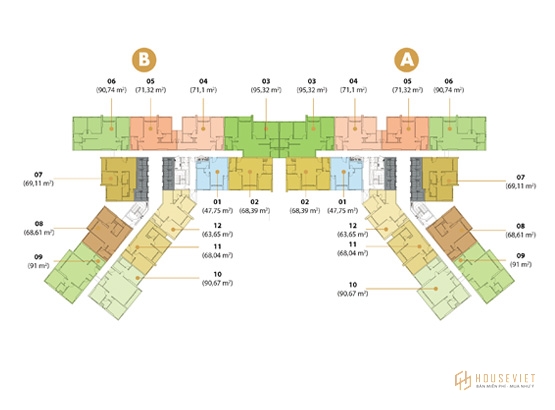 B
A
06
(90,74 m²)
05
(71,32 m²)
04
(71,1 m²)
03
(95,32 m²)
03
(95,32 m²)
04
(71,1 m²)
05
(71,32 m²)
06
(90,74 m²)
07
(69,11 m²)
07
(69,11 m²)
01
(47,75 m²)
02
(68,39 m²)
02
(68,39 m²)
01
(47,75 m²)
08
(68,61 m²)
12
(63,65 m²)
12
(63,65 m²)
08
(68,61 m²)
11
(68,04 m²)
11
(68,04 m²)
09
(91 m²)
09
(91 m²)
10
(90,67 m²)
10
(90,67 m²)
HOUSEVIET
BÁN MIỄN PHÍ - MUA NHƯ Ý